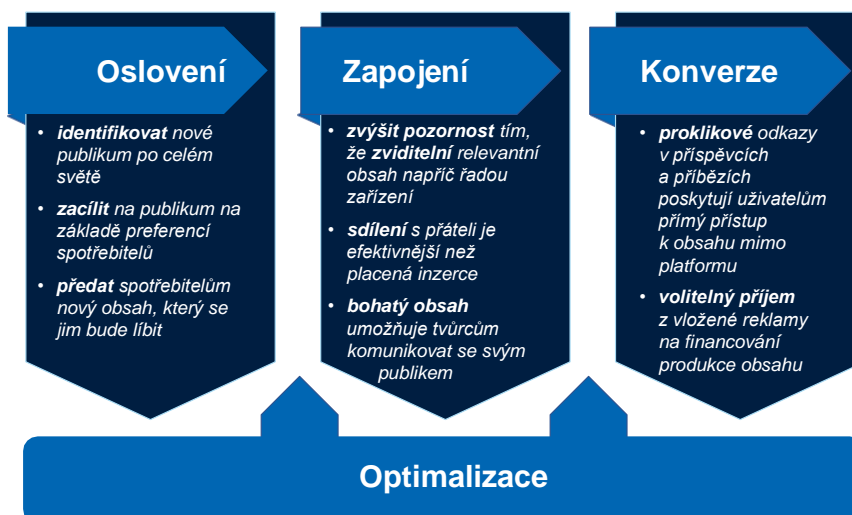 Oslovení
• identifikovat nové
publikum po celém
světě
• zacílit na publikum na
základě preferencí
spotřebitelů
• předat spotřebitelům
nový obsah, který se
jim bude líbit
Zapojení
• zvýšit pozornost tím,
že zviditelní relevantní
obsah napříč řadou
zařízení
• sdílení s přáteli je
efektivnější než
placená inzerce
• bohatý obsah
umožňuje tvůrcům
komunikovat se svým
publikem
Konverze
• proklikové odkazy
v příspěvcích
a příbězích
poskytují uživatelům
přímý přístup
k obsahu mimo
platformu
• volitelný příjem
z vložené reklamy
na financování
produkce obsahu
Optimalizace